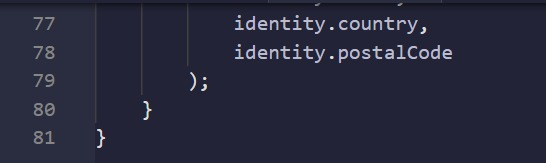 77 identity.country,
78 identity.postalCode
79 );
80 }
81 }